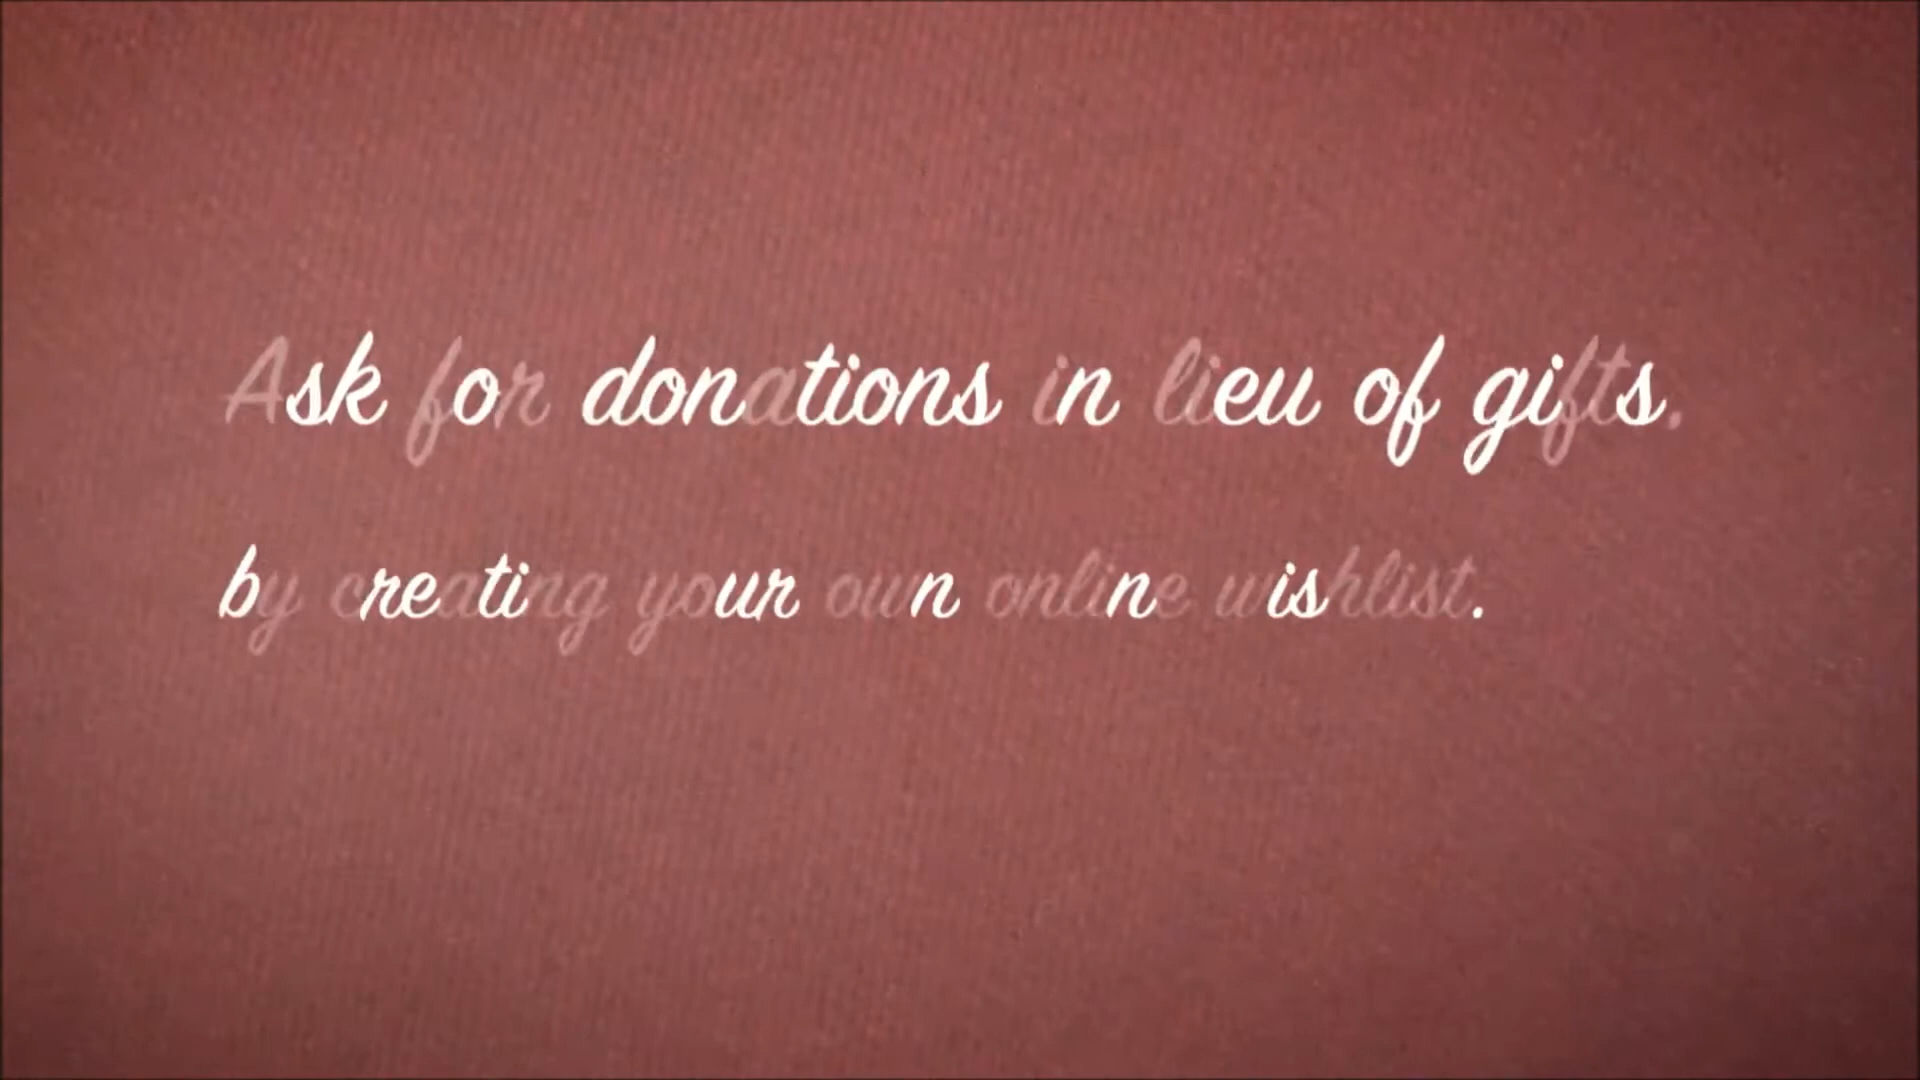 Ask for donations in lieu of gifts.
by creating your own online wishlist.